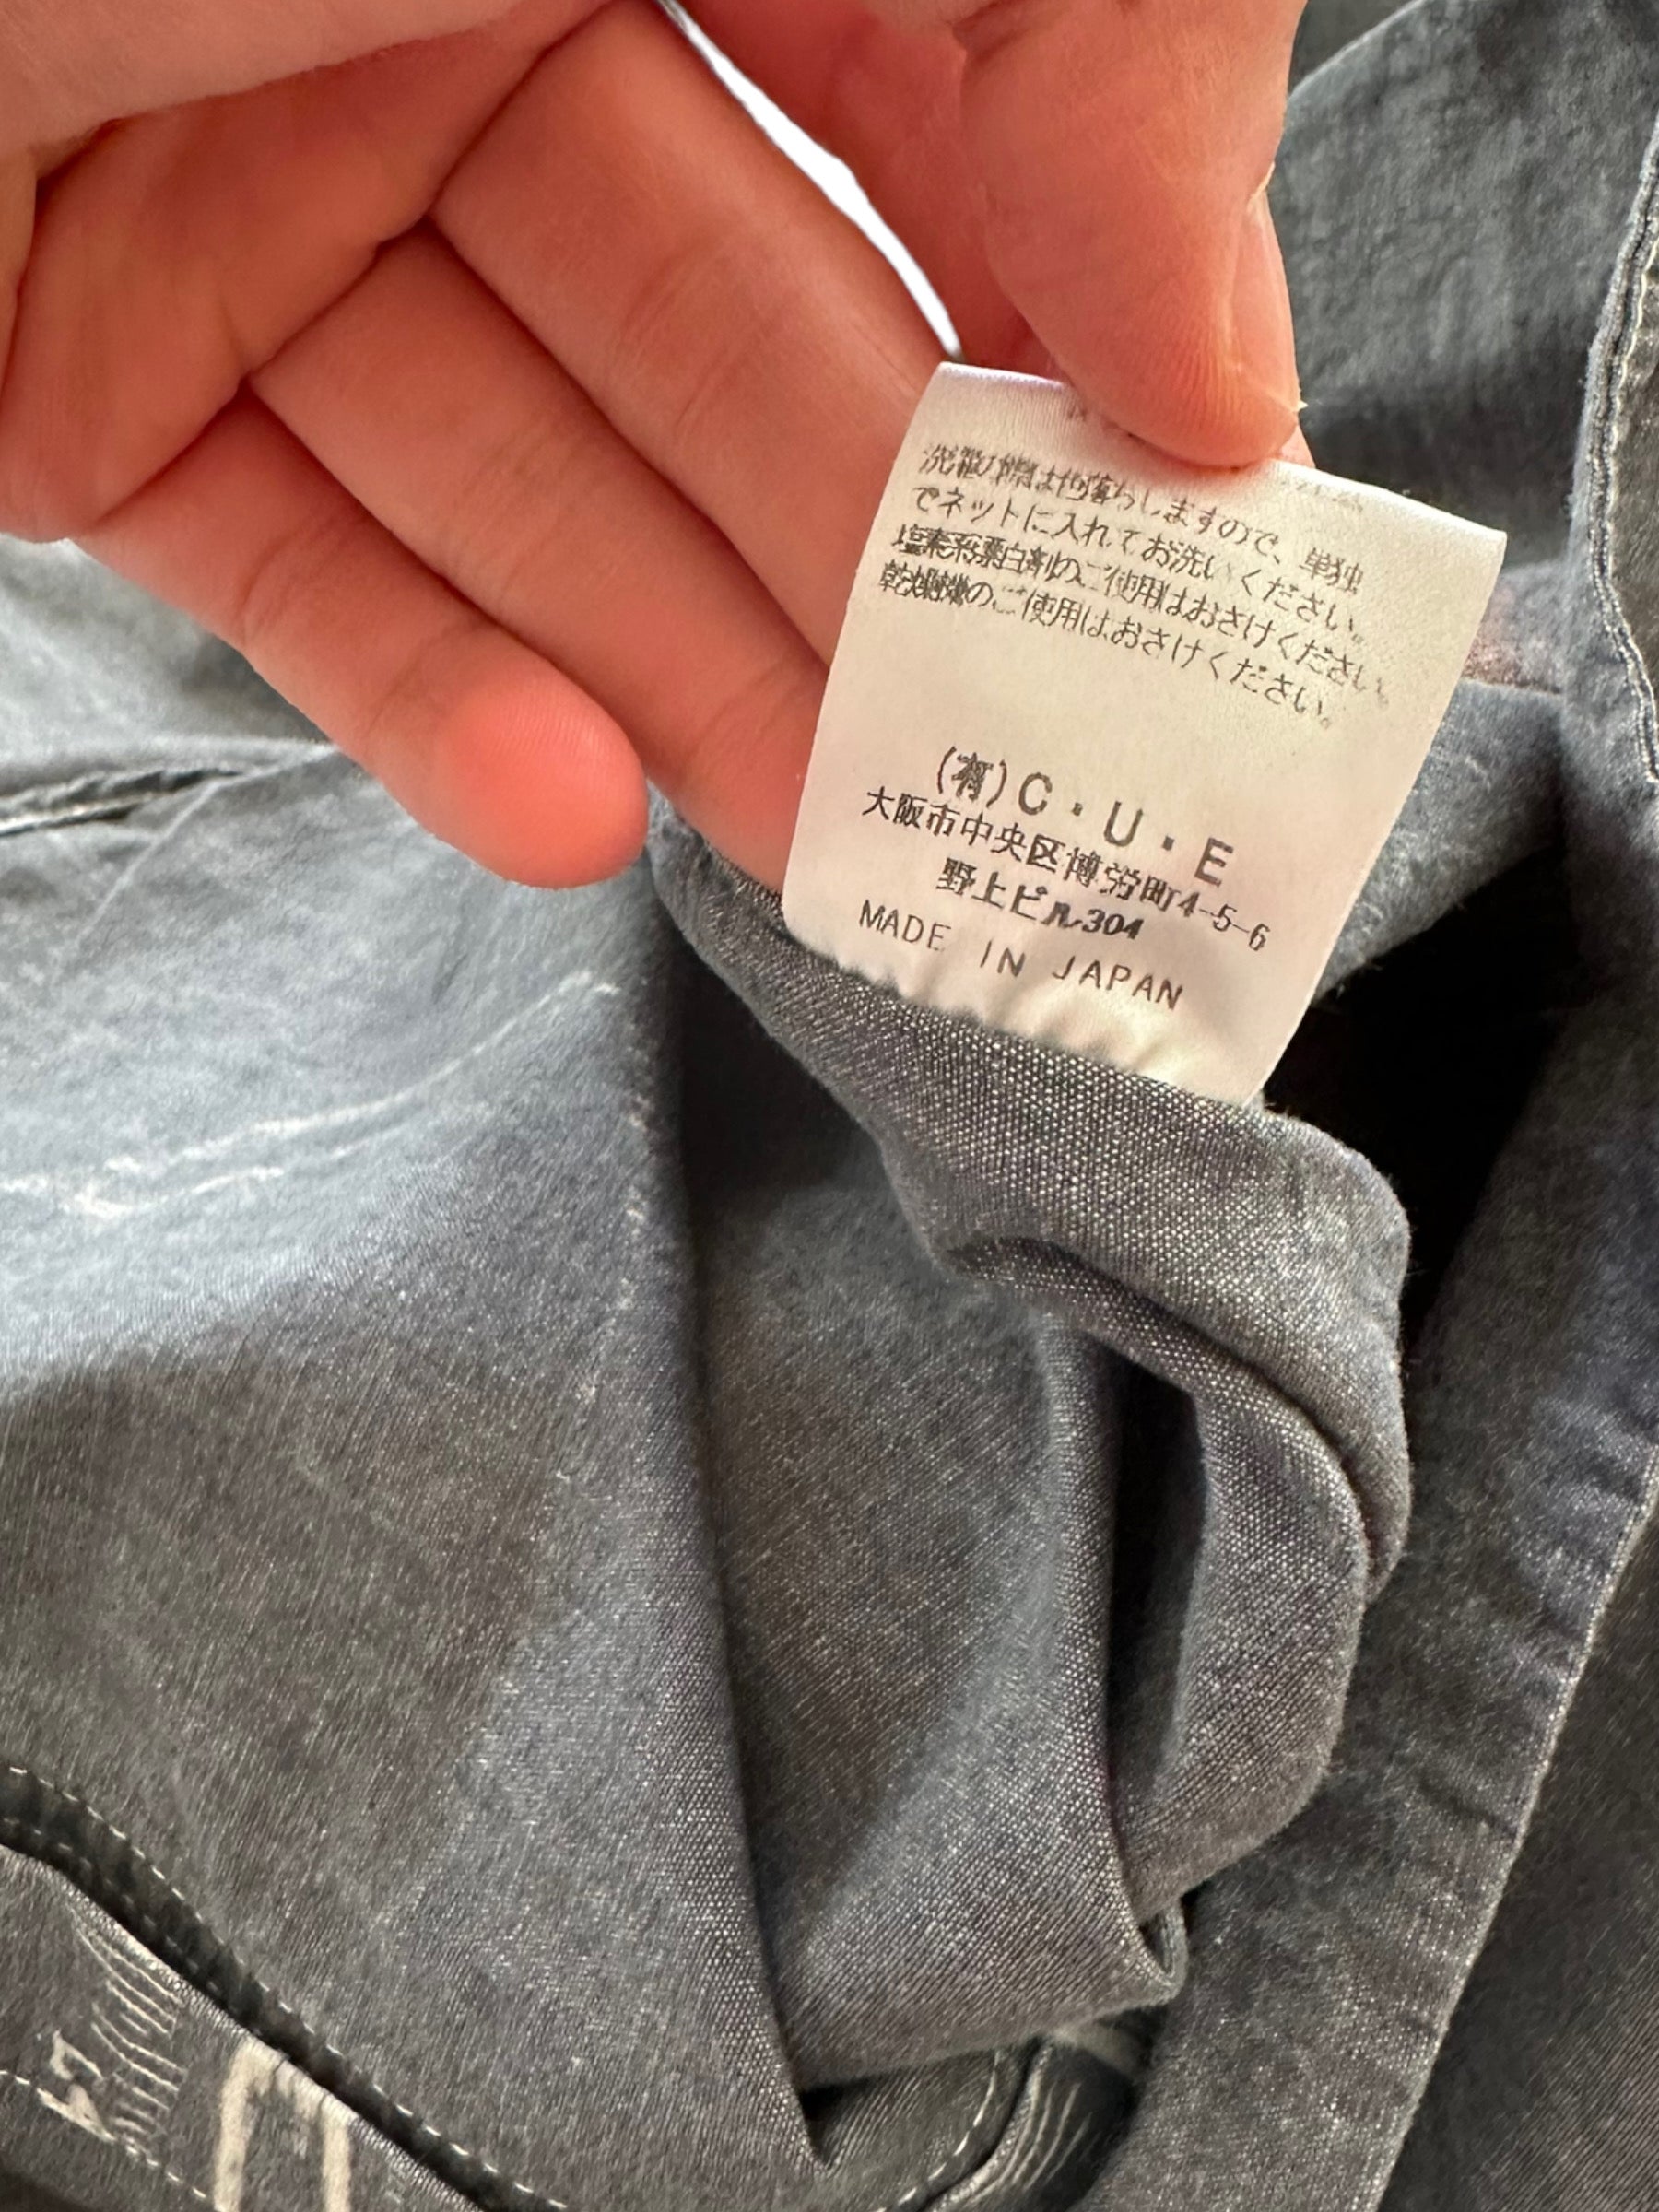 洗濯の際は色落ちしますので、単独
でネットに入れてお洗いください。
塩素系漂白剤のご使用はおさけください。
乾燥機のご使用はおさけください。
(有)C・U・E
大阪市中央区博労町4-5-6
野上ビル304
MADE IN JAPAN